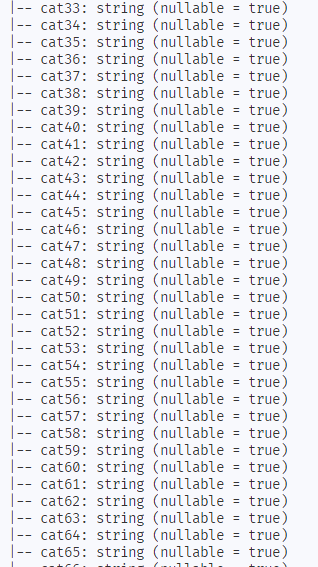 |-- cat33: string (nullable = true)
|-- cat34: string (nullable = true)
|-- cat35: string (nullable = true)
|-- cat36: string (nullable = true)
|-- cat37: string (nullable = true)
|-- cat38: string (nullable = true)
|-- cat39: string (nullable = true)
|-- cat40: string (nullable = true)
|-- cat41: string (nullable = true)
|-- cat42: string (nullable = true)
|-- cat43: string (nullable = true)
|-- cat44: string (nullable = true)
|-- cat45: string (nullable = true)
|-- cat46: string (nullable = true)
|-- cat47: string (nullable = true)
|-- cat48: string (nullable = true)
|-- cat49: string (nullable = true)
|-- cat50: string (nullable = true)
|-- cat51: string (nullable = true)
|-- cat52: string (nullable = true)
|-- cat53: string (nullable = true)
|-- cat54: string (nullable = true)
|-- cat55: string (nullable = true)
|-- cat56: string (nullable = true)
|-- cat57: string (nullable = true)
|-- cat58: string (nullable = true)
|-- cat59: string (nullable = true)
|-- cat60: string (nullable = true)
|-- cat61: string (nullable = true)
|-- cat62: string (nullable = true)
|-- cat63: string (nullable = true)
|-- cat64: string (nullable = true)
|-- cat65: string (nullable = true)